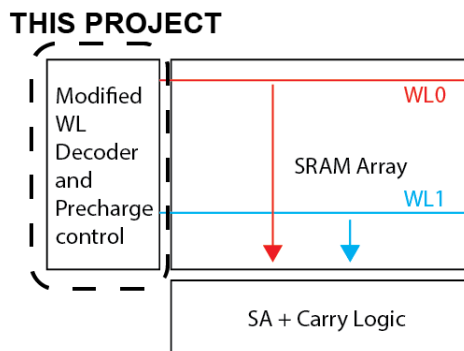 THIS PROJECT
Modified
WL
Decoder
and
Precharge
control
WL0
SRAM Array
WL1
SA + Carry Logic